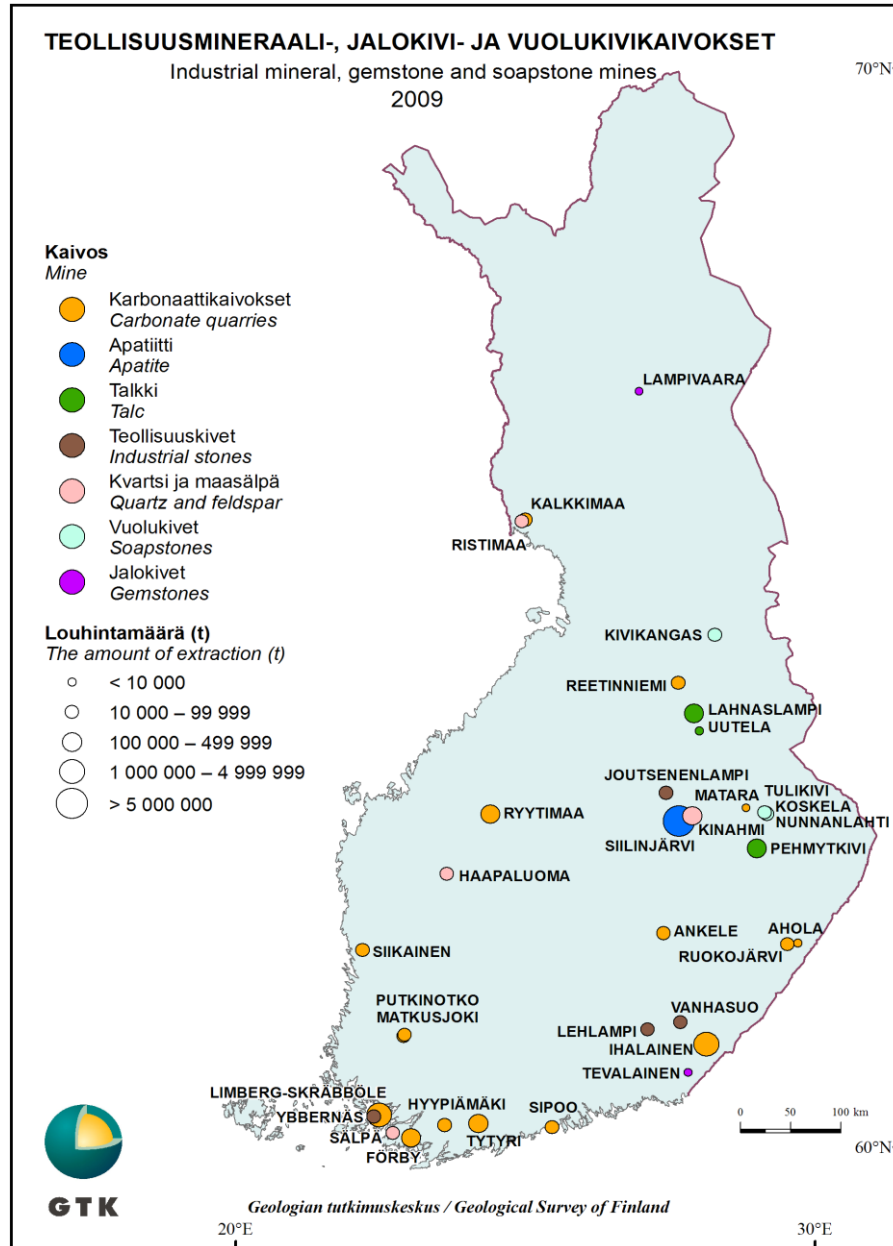 TEOLLISUUSMINERAALI-, JALOKIVI- JA VUOLUKIVIKAIVOKSET
Industrial mineral, gemstone and soapstone mines
2009
70°N
Kaivos
Mine
Karbonaattikaivokset
Carbonate quarries
Apatiitti
Apatite
Talkki
Talc
Teollisuuskivet
Industrial stones
Kvartsi ja maasälpä
Quartz and feldspar
Vuolukivet
Soapstones
Jalokivet
Gemstones
Louhintamäärä (t)
The amount of extraction (t)
< 10 000
10 000 – 99 999
100 000 – 499 999
1 000 000 – 4 999 999
> 5 000 000
LAMPIVAARA
KALKKIMAA
RISTIMAA
KIVIKANGAS
REETINNIEMI
LAHNASLAMPI
UUTELA
JOUTSENENLAMPI
MATARA
TULIKIVI
KOSKELA
NUNNANLAHTI
RYYTIMAA
KINAHMI
SIILINJÄRVI
PEHMYTKIVI
HAAPALUOMA
ANKELE
AHOLA
RUOKOJÄRVI
SIIKAINEN
PUTKINOTKO
MATKUSJOKI
VANHASUO
LEHLAMPI
IHALAINEN
TEVALAINEN
LIMBERG-SKRÄBBÖLE
YBBERNÄS
SÄLPÄ
FÖRBY
HYYPIÄMÄKI
TYTYRI
SIPOO
0 50 100 km
60°N
GTK
Geologian tutkimuskeskus / Geological Survey of Finland
20°E
30°E